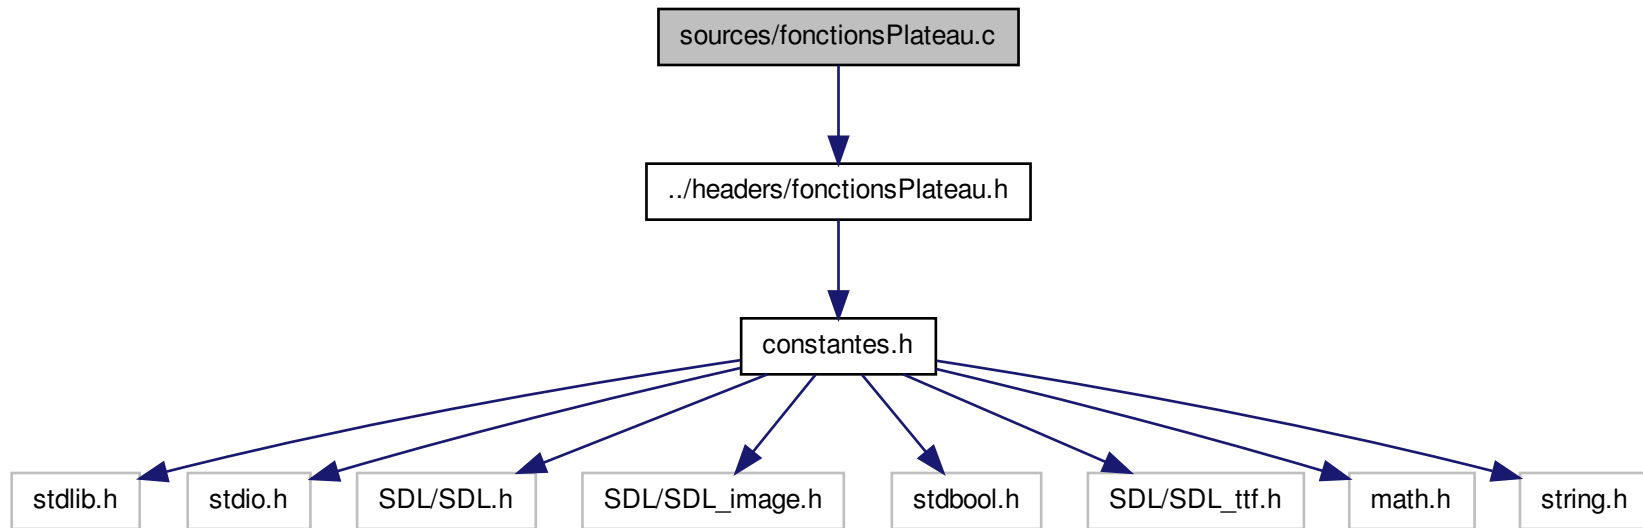 sources/fonctionsPlateau.c
../headers/fonctionsPlateau.h
constantes.h
stdlib.h
stdio.h
SDL/SDL.h
SDL/SDL_image.h
stdbool.h
SDL/SDL_ttf.h
math.h
string.h